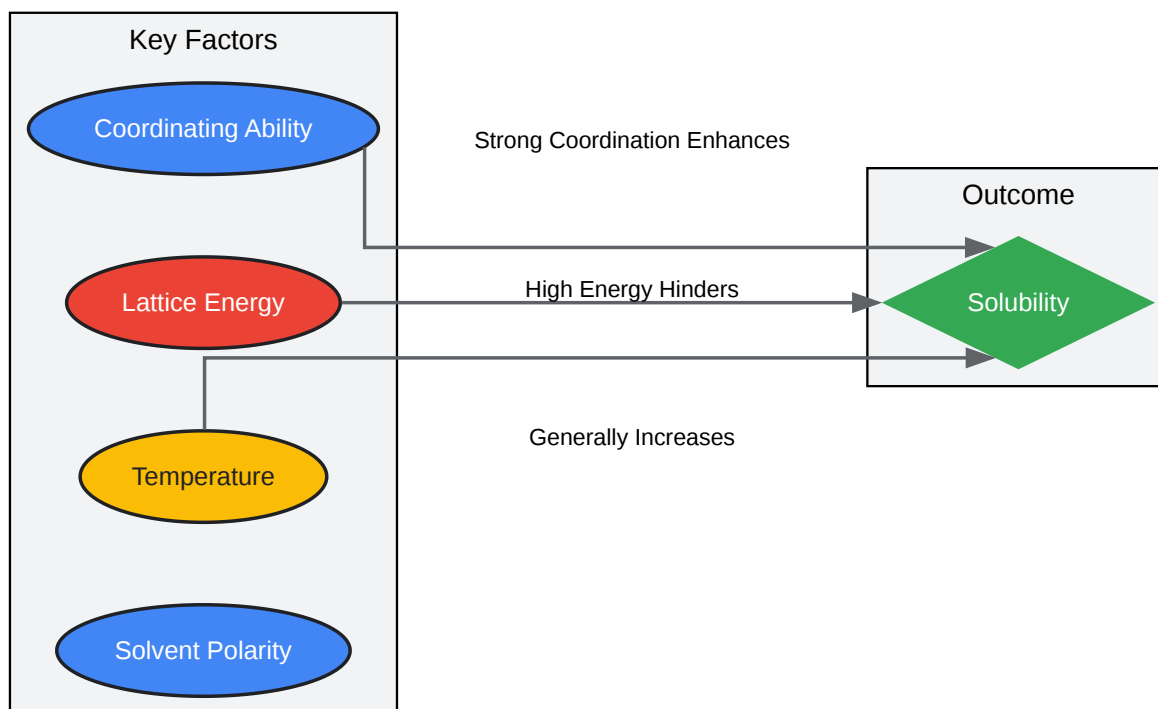 Key Factors
Coordinating Ability
Strong Coordination Enhances
Outcome
Lattice Energy
High Energy Hinders
Solubility
Generally Increases
Temperature
Solvent Polarity